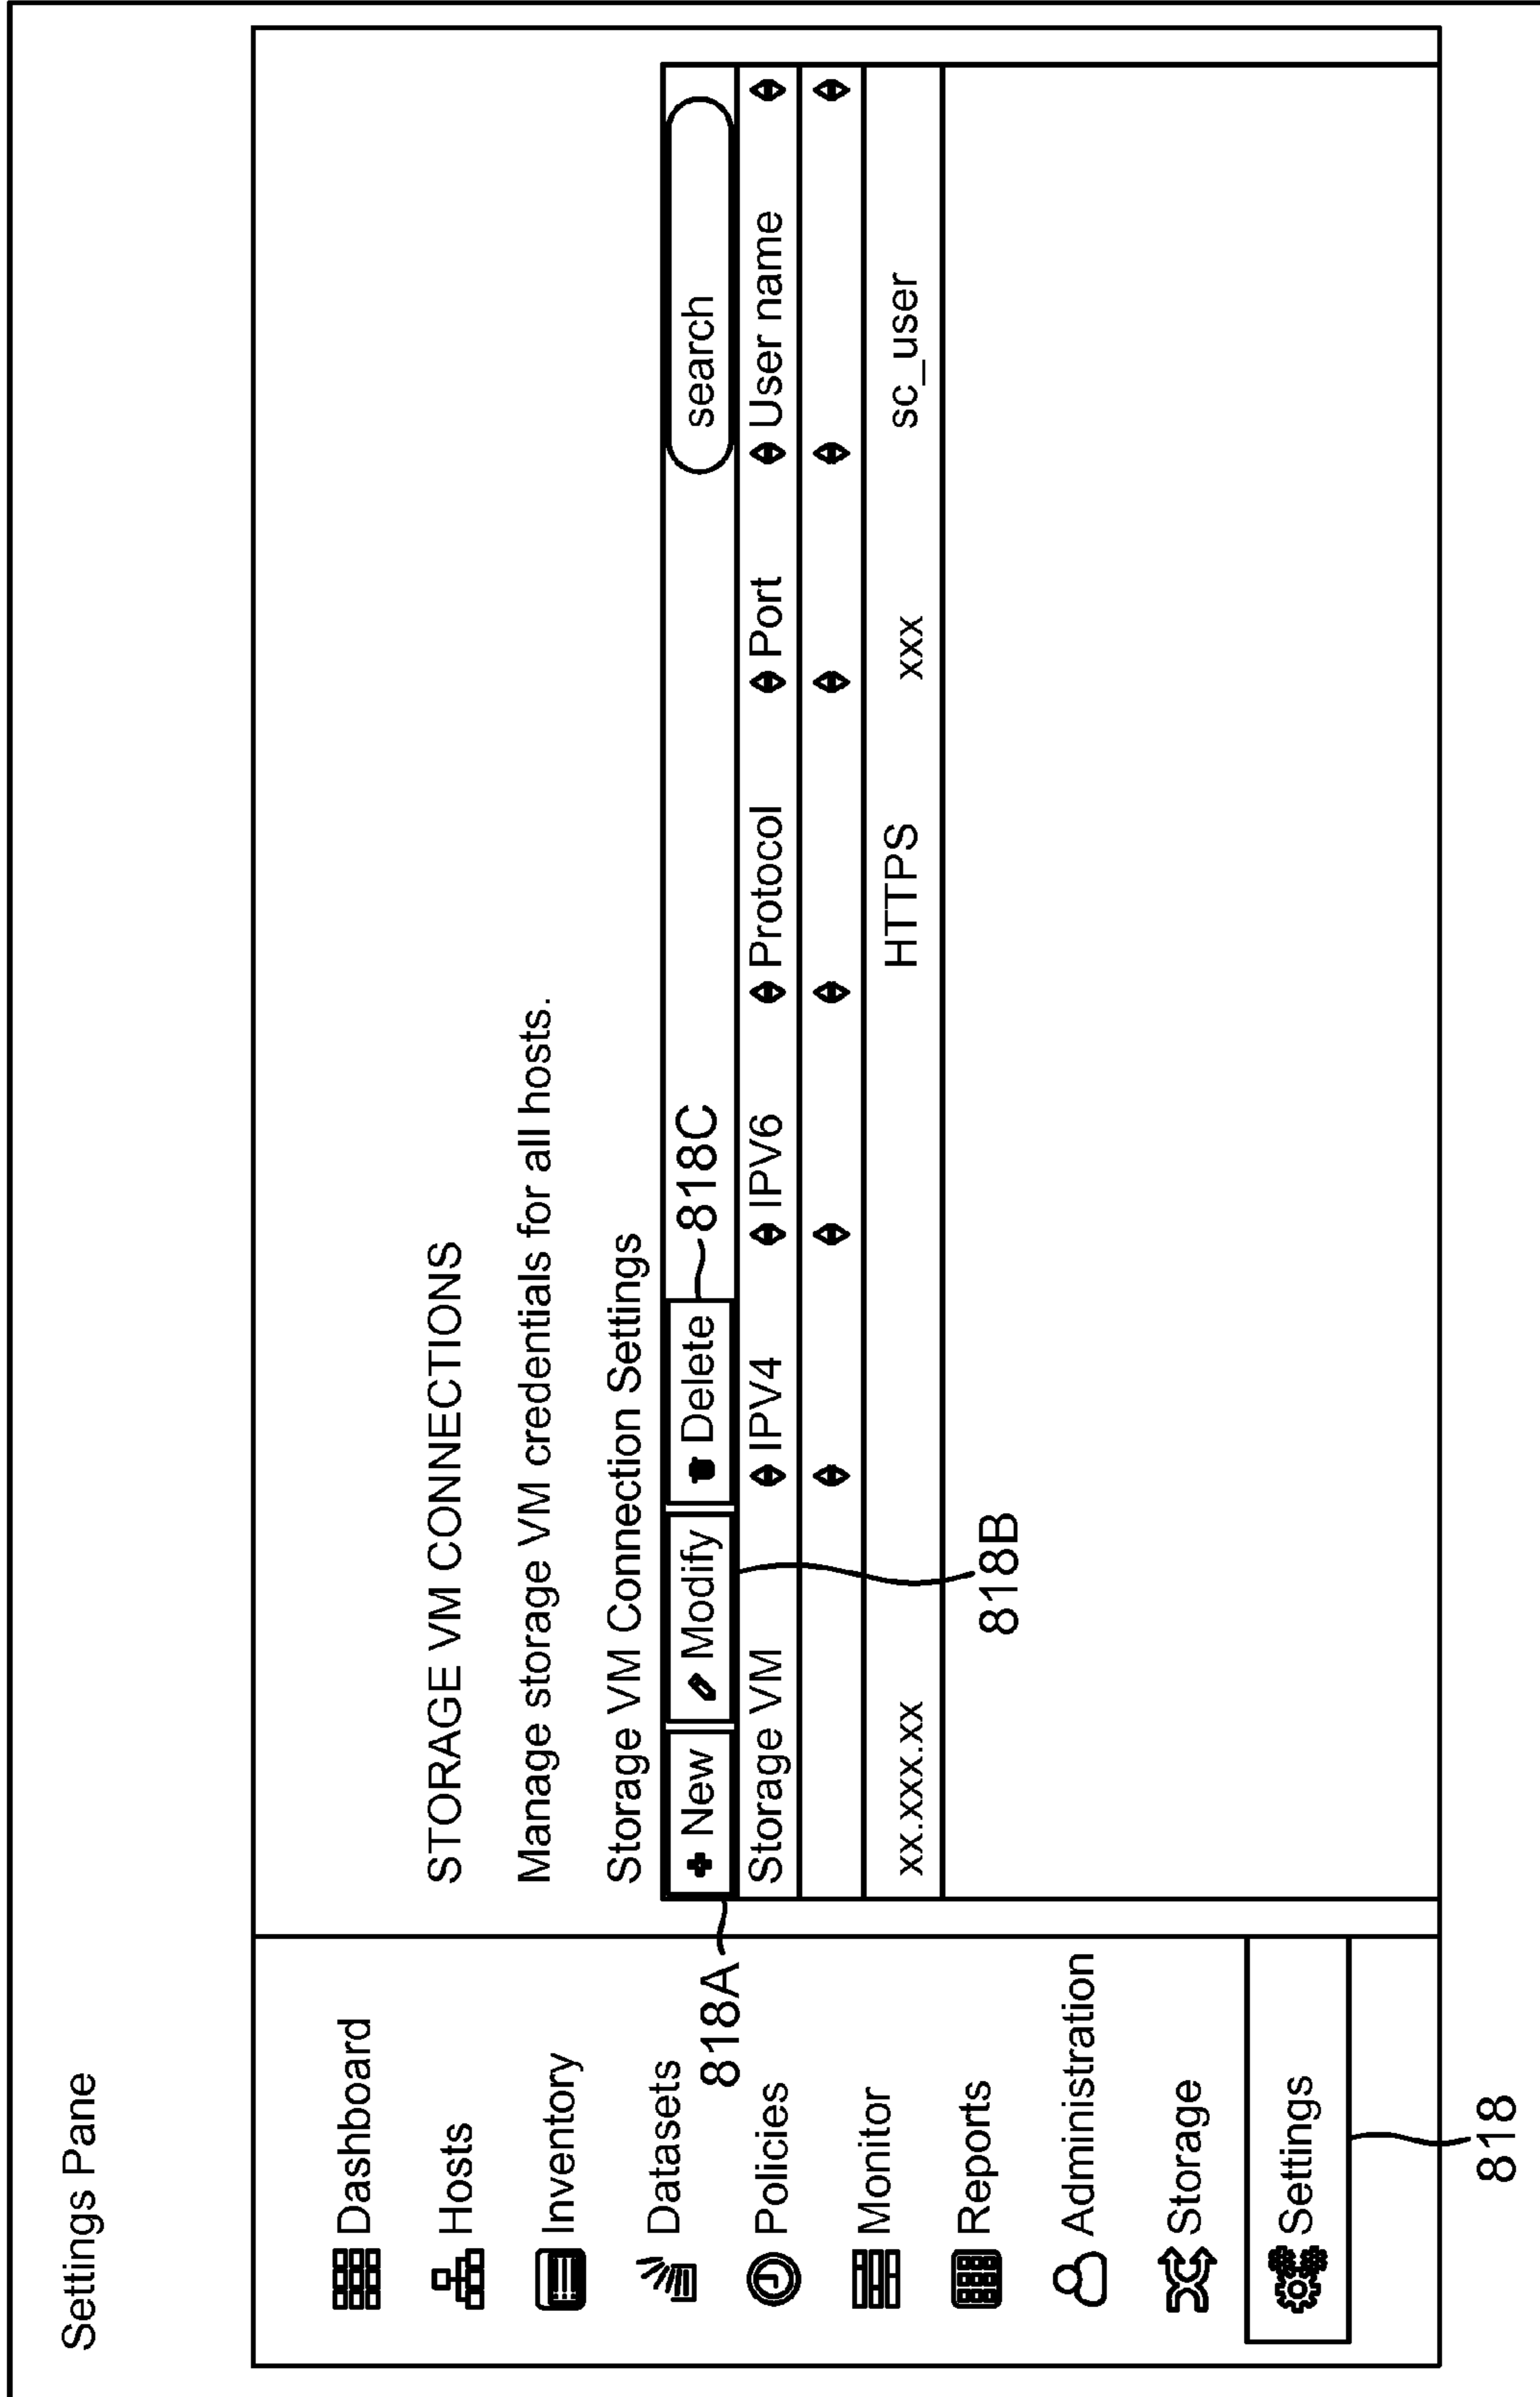 Settings Pane
Dashboard
Hosts
Inventory
Datasets
818A
Policies
Monitor
Reports
Administration
Storage
Settings
818
STORAGE VM CONNECTIONS
Manage storage VM credentials for all hosts.
Storage VM Connection Settings
New Modify Delete 818C search
Storage VM IPV4 IPV6 Protocol Port User name
xx.xxx.xx HTTPS xxx sc_user
818B